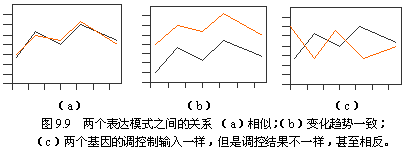 (a) (b) (c)
图9.9 两个表达模式之间的关系 (a)相似;(b)变化趋势一致;
(c)两个基因的调控制输入一样，但是调控结果不一样，甚至相反。